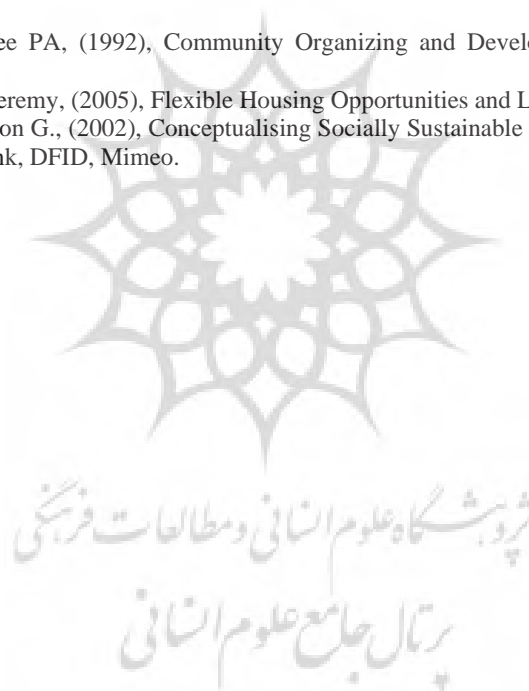 ee PA, (1992), Community Organizing and Develo
eremy, (2005), Flexible Housing Opportunities and L
on G., (2002), Conceptualising Socially Sustainable
nk, DFID, Mimeo.
پژوهشگاه علوم انسانی و مطالعات فرهنگی
پرتال جامع علوم انسانی